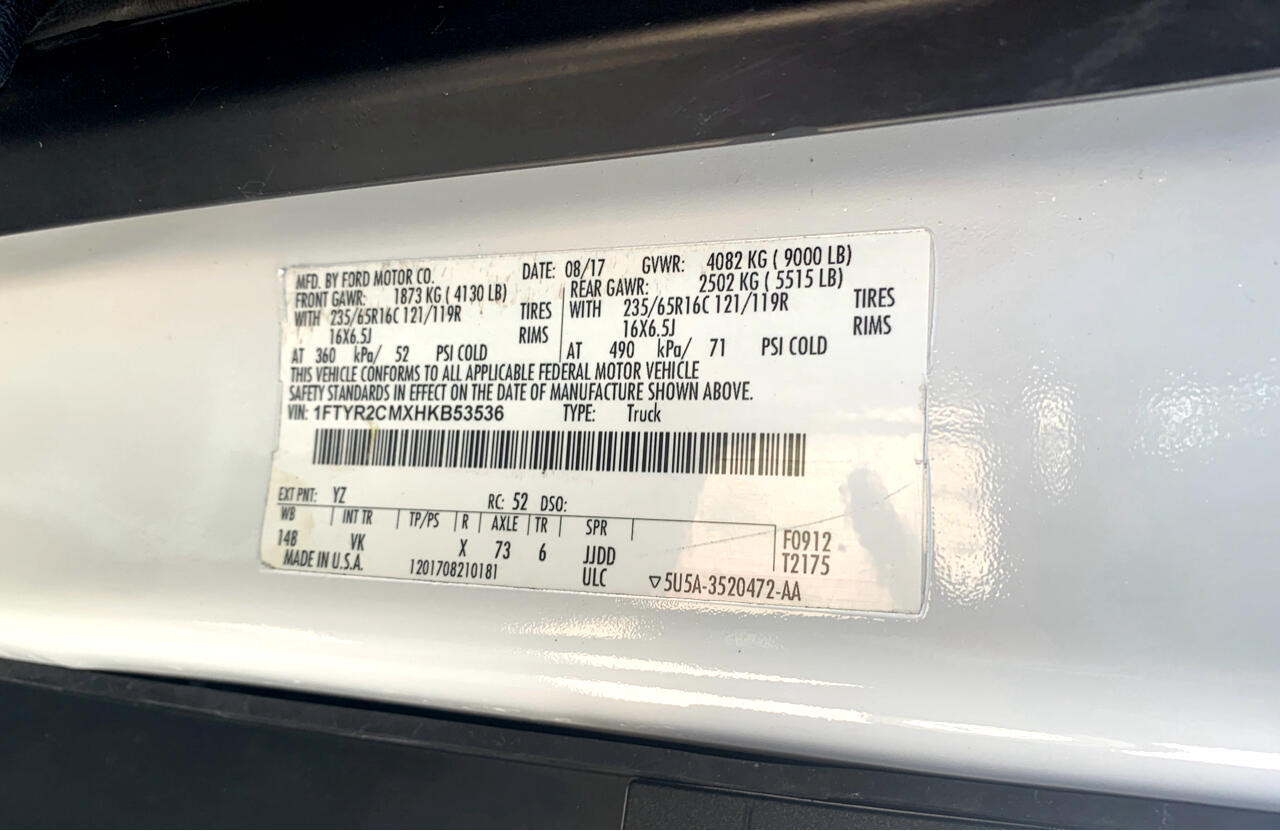 MFD. BY FORD MOTOR CO. DATE: 08/17 GVWR: 4082 KG ( 9000 LB)
FRONT GAWR: 1873 KG ( 4130 LB) REAR GAWR: 2502 KG ( 5515 LB)
WITH 235/65R16C 121/119R TIRES WITH 235/65R16C 121/119R TIRES
16X6.5J RIMS 16X6.5J RIMS
AT 360 kPa/ 52 PSI COLD AT 490 kPa/ 71 PSI COLD
THIS VEHICLE CONFORMS TO ALL APPLICABLE FEDERAL MOTOR VEHICLE
SAFETY STANDARDS IN EFFECT ON THE DATE OF MANUFACTURE SHOWN ABOVE.
VIN: 1FTYR2CMXHKB53536 TYPE: Truck
EXT PNT: YZ RC: 52 DSO:
WB INT TR TP/PS R AXLE TR SPR
148 VK X 73 6 JJDD F0912
MADE IN U.S.A. 1201708210181 ULC T2175
▽5U5A-3520472-AA